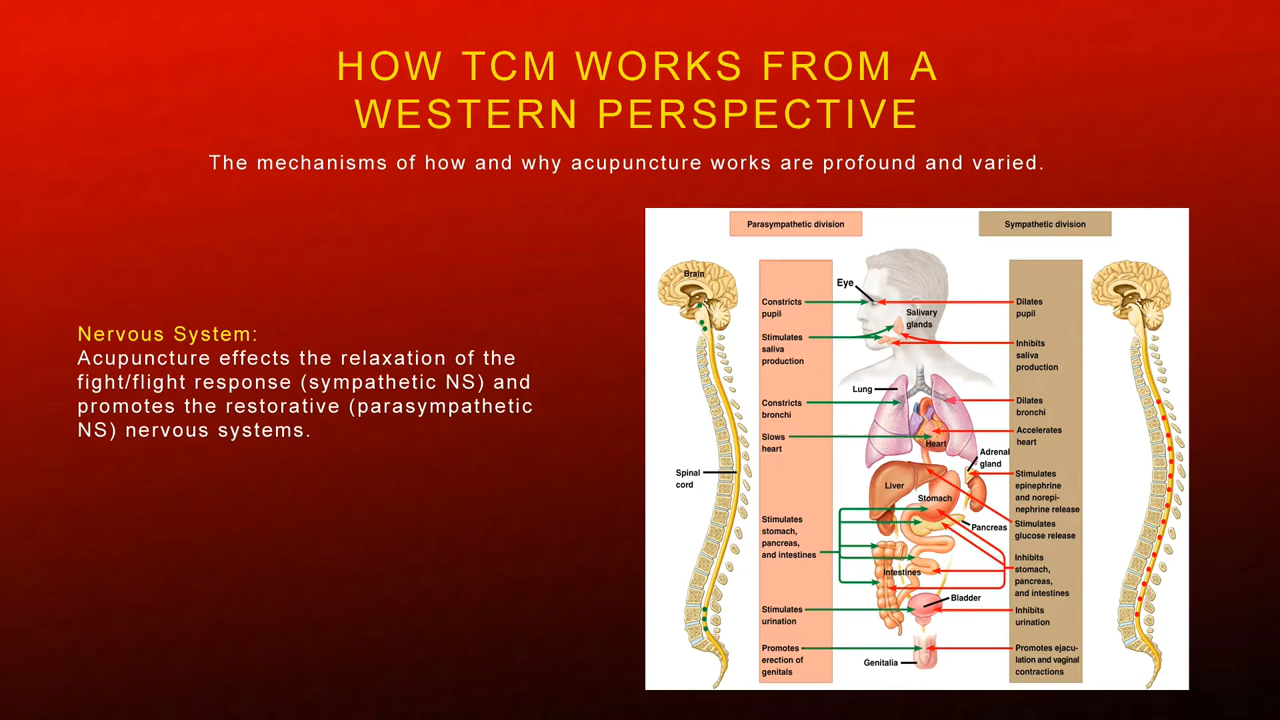 HOW TCM WORKS FROM A
WESTERN PERSPECTIVE
The mechanisms of how and why acupuncture works are profound and varied.
Nervous System:
Acupuncture effects the relaxation of the
fight/flight response (sympathetic NS) and
promotes the restorative (parasympathetic
NS) nervous systems.
Parasympathetic division
Sympathetic division
Brain
Spinal
cord
Constricts
pupil
Stimulates
saliva
production
Constricts
bronchi
Slows
heart
Stimulates
stomach,
pancreas,
and intestines
Stimulates
urination
Promotes
erection of
genitals
Eye
Salivary
glands
Lung
Heart
Adrenal
gland
Liver
Stomach
Pancreas
Intestines
Bladder
Genitalia
Dilates
pupil
Inhibits
saliva
production
Dilates
bronchi
Accelerates
heart
Stimulates
epinephrine
and norepi-
nephrine release
Stimulates
glucose release
Inhibits
stomach,
pancreas,
and intestines
Inhibits
urination
Promotes ejacu-
lation and vaginal
contractions